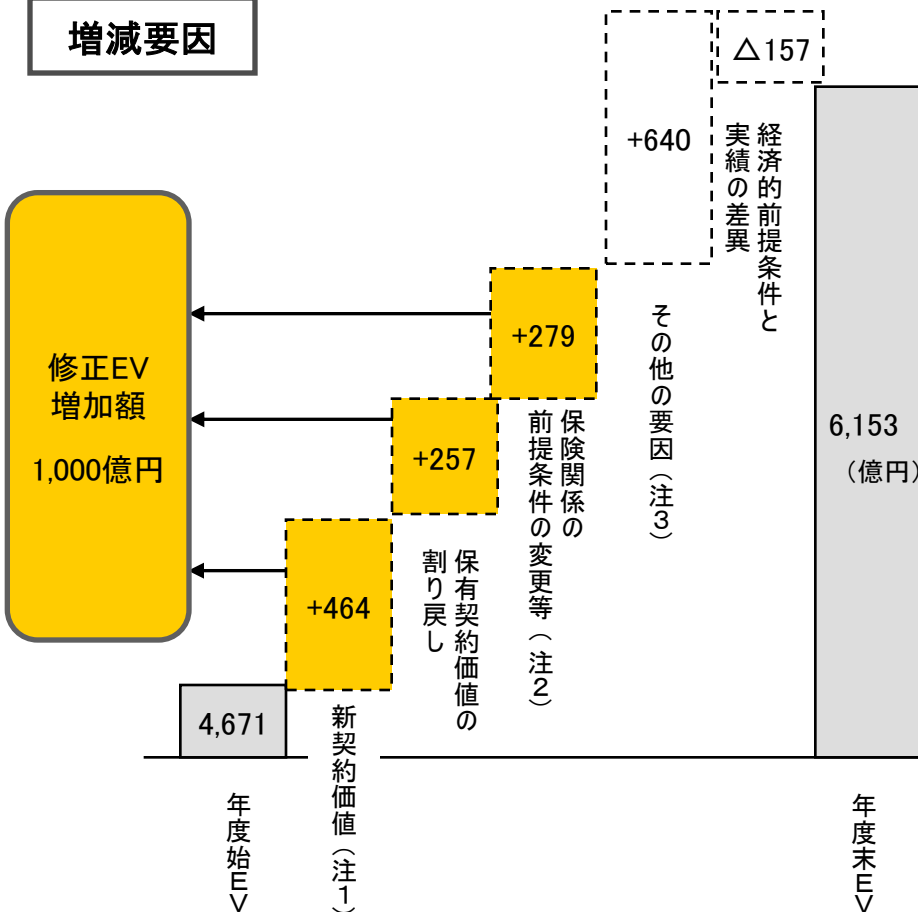 増減要因
△157
+640
経済的前提条件と
実績の差異
修正EV
増加額
1,000億円
+279
その他の要因（注3）
6,153
（億円）
+257
保険関係の
前提条件の変更等（注2）
+464
保有契約価値の
割り戻し
4,671
新契約価値（注1）
年度始EV
年度末EV